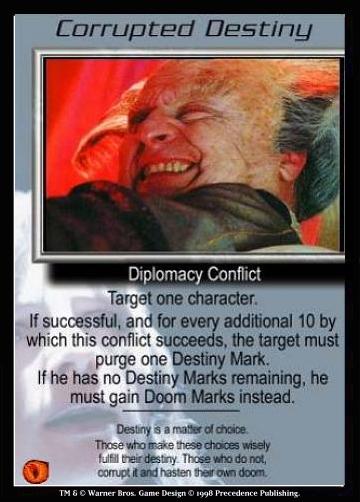 Corrupted Destiny
Diplomacy Conflict
Target one character.
If successful, and for every additional 10 by
which this conflict succeeds, the target must
purge one Destiny Mark.
If he has no Destiny Marks remaining, he
must gain Doom Marks instead.
Destiny is a matter of choice.
Those who make these choices wisely
fulfill their destiny. Those who do not,
corrupt it and hasten their own doom.
TM & © Warner Bros. Game Design © 1998 Precedence Publishing.